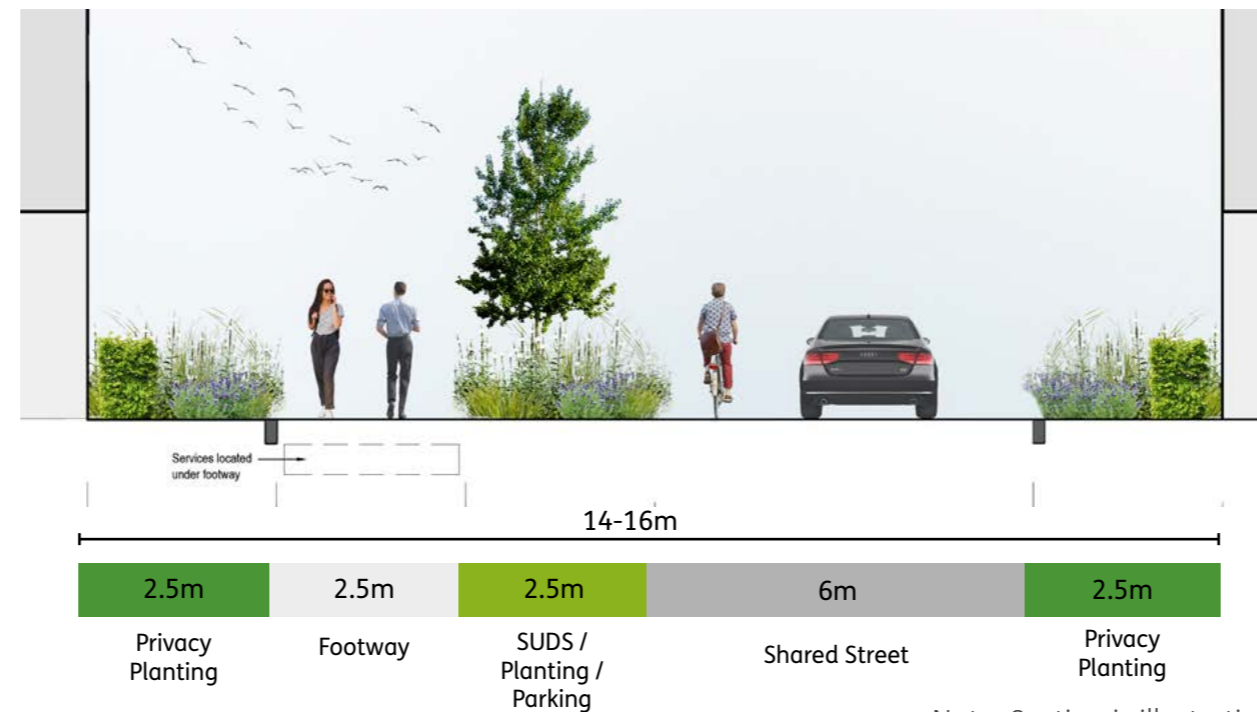 Services located
under footway
14-16m
2.5m
2.5m
2.5m
6m
2.5m
Privacy
Planting
Footway
SUDS /
Planting /
Parking
Shared Street
Privacy
Planting